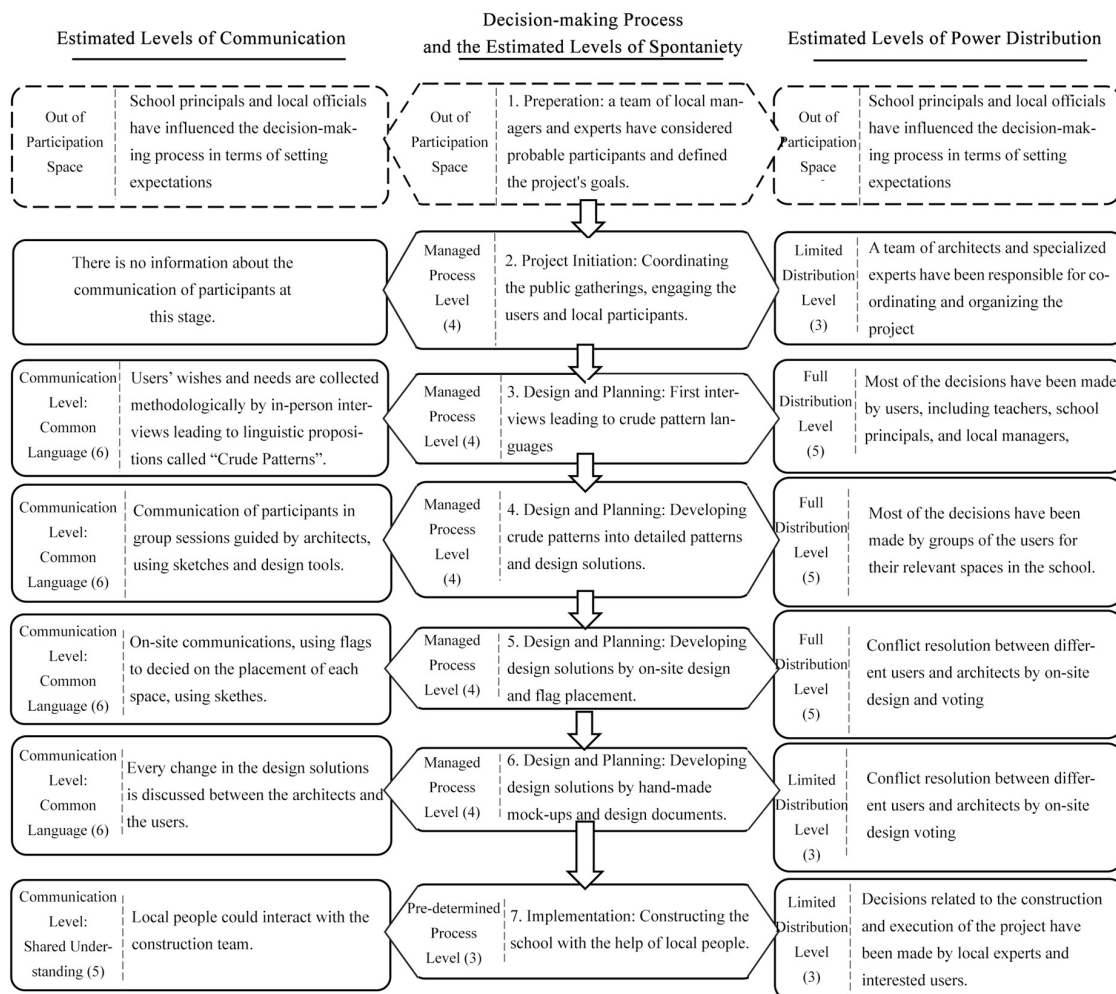 Estimated Levels of Communication
Decision-making Process
and the Estimated Levels of Spontaniety
Estimated Levels of Power Distribution
Out of
Participation
Space
School principals and local officials
have influenced the decision-mak-
ing process in terms of setting
expectations
Out of
Participation
Space
1. Preperation: a team of local man-
agers and experts have considered
probable participants and defined
the project's goals.
Out of
Participation
Space
School principals and local officials
have influenced the decision-mak-
ing process in terms of setting
expectations
There is no information about the
communication of participants at
this stage.
Managed
Process
Level
(4)
2. Project Initiation: Coordinating
the public gatherings, engaging the
users and local participants.
Limited
Distribution
Level
(3)
A team of architects and specialized
experts have been responsible for co-
ordinating and organizing the
project
Communication
Level:
Common
Language (6)
Users’ wishes and needs are collected
methodologically by in-person inter-
views leading to linguistic proposi-
tions called “Crude Patterns”.
Managed
Process
Level (4)
3. Design and Planning: First inter-
views leading to crude pattern lan-
guages
Full
Distribution
Level
(5)
Most of the decisions have been made
by users, including teachers, school
principals, and local managers,
Communication
Level:
Common
Language (6)
Communication of participants in
group sessions guided by architects,
using sketches and design tools.
Managed
Process
Level
(4)
4. Design and Planning: Developing
crude patterns into detailed patterns
and design solutions.
Full
Distribution
Level
(5)
Most of the decisions have been
made by groups of the users for
their relevant spaces in the school.
Communication
Level:
Common
Language (6)
On-site communications, using flags
to decied on the placement of each
space, using skethes.
Managed
Process
Level (4)
5. Design and Planning: Developing
design solutions by on-site design
and flag placement.
Full
Distribution
Level
(5)
Conflict resolution between differ-
ent users and architects by on-site
design and voting
Communication
Level:
Common
Language (6)
Every change in the design solutions
is discussed between the architects and
the users.
Managed
Process
Level (4)
6. Design and Planning: Developing
design solutions by hand-made
mock-ups and design documents.
Limited
Distribution
Level
(3)
Conflict resolution between differ-
ent users and architects by on-site
design voting
Communication
Level:
Shared Under-
standing (5)
Local people could interact with the
construction team.
Pre-determined
Process
Level (3)
7. Implementation: Constructing the
school with the help of local people.
Limited
Distribution
Level
(3)
Decisions related to the construction
and execution of the project have
been made by local experts and
interested users.